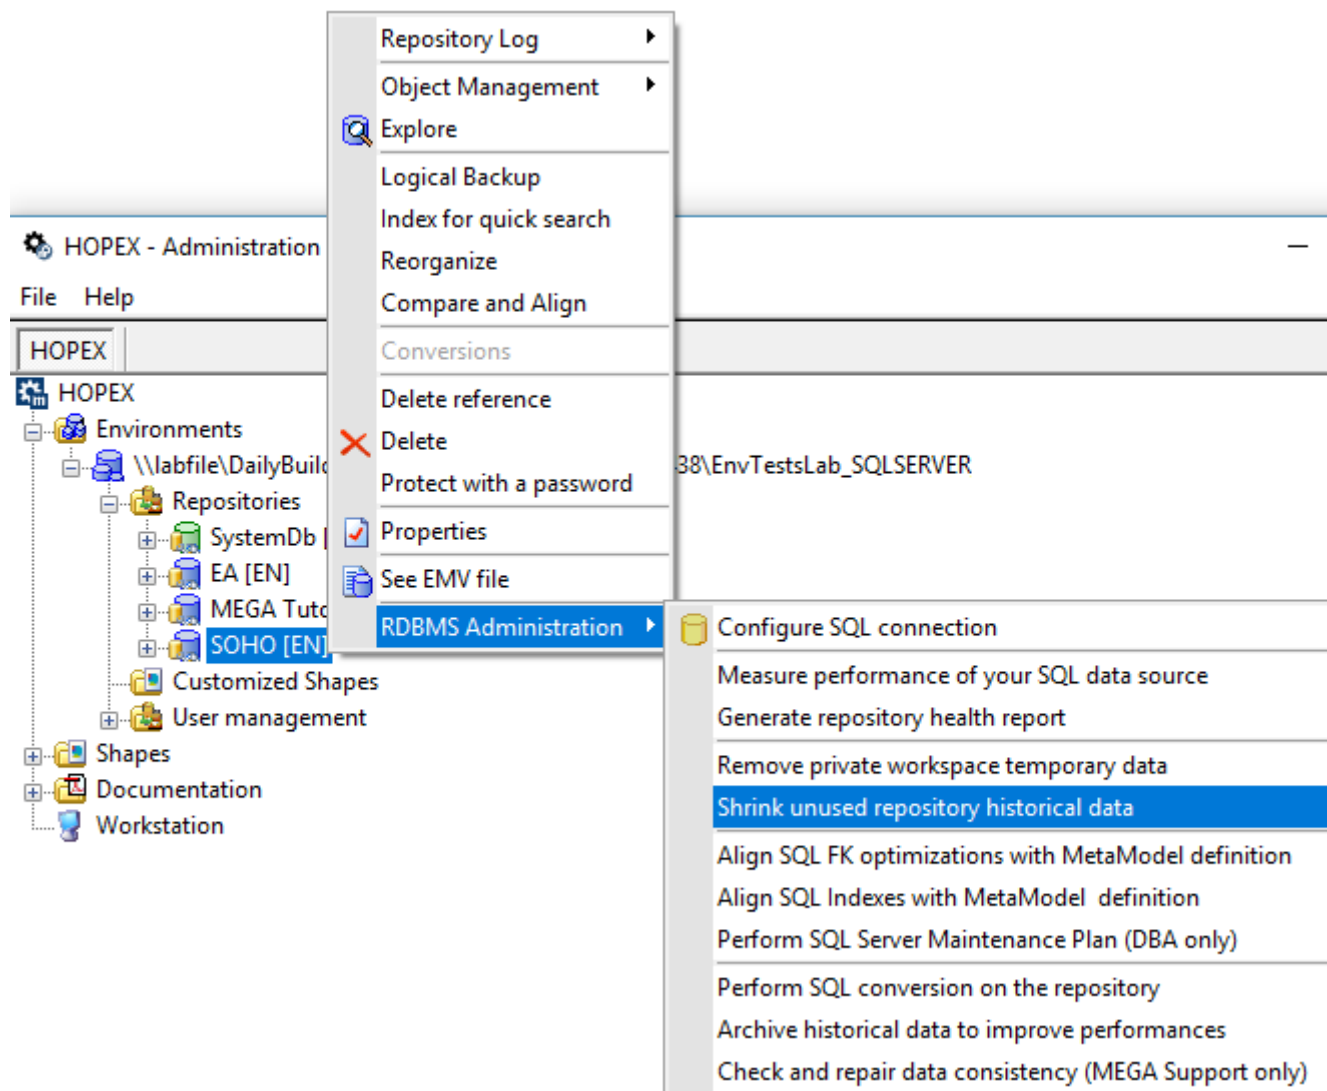 Repository Log
Object Management
Explore
Logical Backup
Index for quick search
Reorganize
Compare and Align
Conversions
Delete reference
Delete
Protect with a password
Properties
See EMV file
RDBMS Administration
HOPEX - Administration
File Help
HOPEX
HOPEX
Environments
\\labfile\DailyBuild 38\EnvTestsLab_SQLSERVER
Repositories
SystemDb [
EA [EN]
MEGA Tuto
SOHO [EN]
Customized Shapes
User management
Shapes
Documentation
Workstation
Configure SQL connection
Measure performance of your SQL data source
Generate repository health report
Remove private workspace temporary data
Shrink unused repository historical data
Align SQL FK optimizations with MetaModel definition
Align SQL Indexes with MetaModel  definition
Perform SQL Server Maintenance Plan (DBA only)
Perform SQL conversion on the repository
Archive historical data to improve performances
Check and repair data consistency (MEGA Support only)